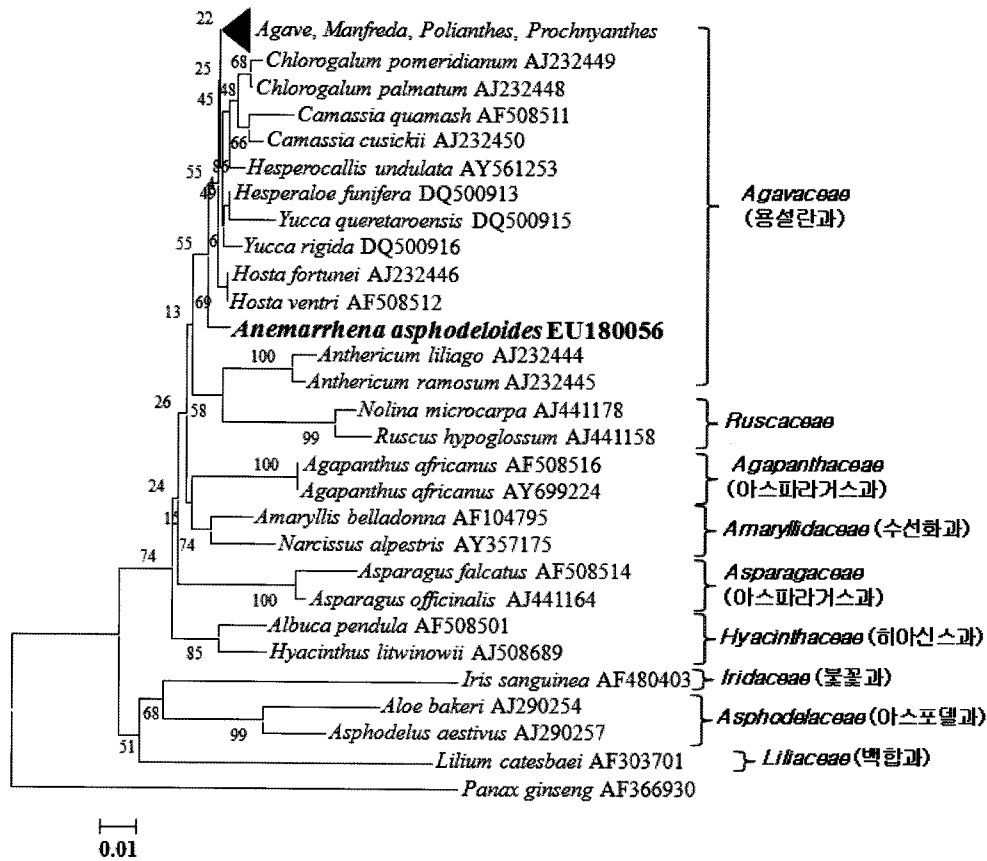 22
Agave, Manfreda, Polianthes, Prochnyanthes
68
Chlorogalum pomeridianum AJ232449
25
48
Chlorogalum palmatum AJ232448
45
Camassia quamash AF508511
66
Camassia cusickii AJ232450
55
86
Hesperocallis undulata AY561253
49
Hesperaloe funifera DQ500913
Agavaceae
(용설란과)
Yucca queretaroensis DQ500915
55
6
Yucca rigida DQ500916
Hosta fortunei AJ232446
69
Hosta ventri AF508512
13
Anemarrhena asphodeloides EU180056
100
Anthericum liliago AJ232444
Anthericum ramosum AJ232445
26
58
Nolina microcarpa AJ441178
Ruscaceae
99
Ruscus hypoglossum AJ441158
100
Agapanthus africanus AF508516
Agapanthaceae
(아스파라거스과)
24
Agapanthus africanus AY699224
15
Amaryllis belladonna AF104795
Amaryllidaceae (수선화과)
74
Narcissus alpestris AY357175
74
Asparagus falcatus AF508514
Asparagaceae
(아스파라거스과)
100
Asparagus officinalis AJ441164
Albuca pendula AF508501
Hyacinthaceae (히아신스과)
85
Hyacinthus litwinowii AJ508689
Iris sanguinea AF480403
Iridaceae (붗꽃과)
68
Aloe bakeri AJ290254
Asphodelaceae (아스포델과)
99
Asphodelus aestivus AJ290257
51
Lilium catesbaei AF303701
Liliaceae (백합과)
Panax ginseng AF366930
0.01